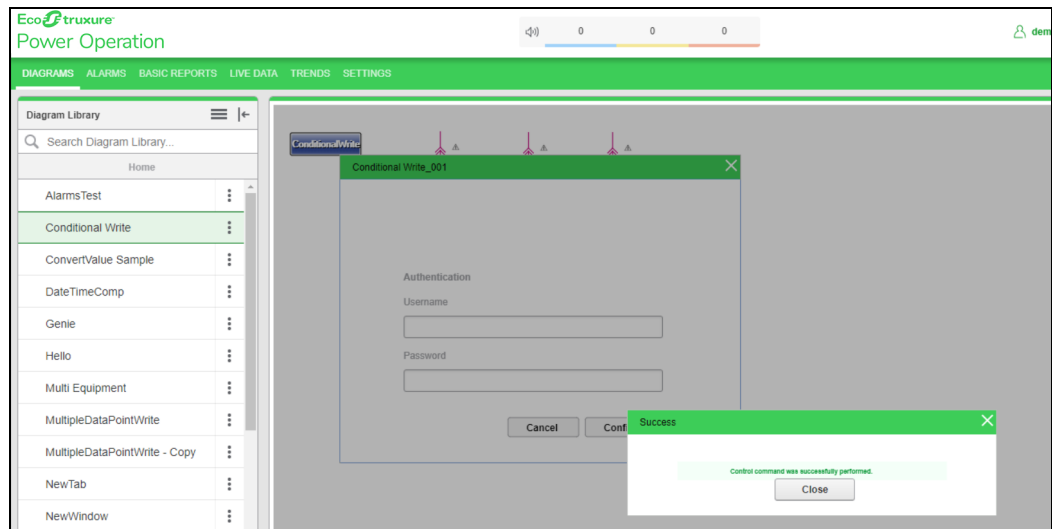 EcoStruxure
Power Operation
0 0 0
dem
DIAGRAMS ALARMS BASIC REPORTS LIVE DATA TRENDS SETTINGS
Diagram Library
Search Diagram Library...
Home
AlarmsTest
Conditional Write
ConvertValue Sample
DateTimeComp
Genie
Hello
Multi Equipment
MultipleDataPointWrite
MultipleDataPointWrite - Copy
NewTab
NewWindow
ConditionalWrite
Conditional Write_001
Authentication
Username
Password
Cancel Confi
Success
Control command was successfully performed.
Close